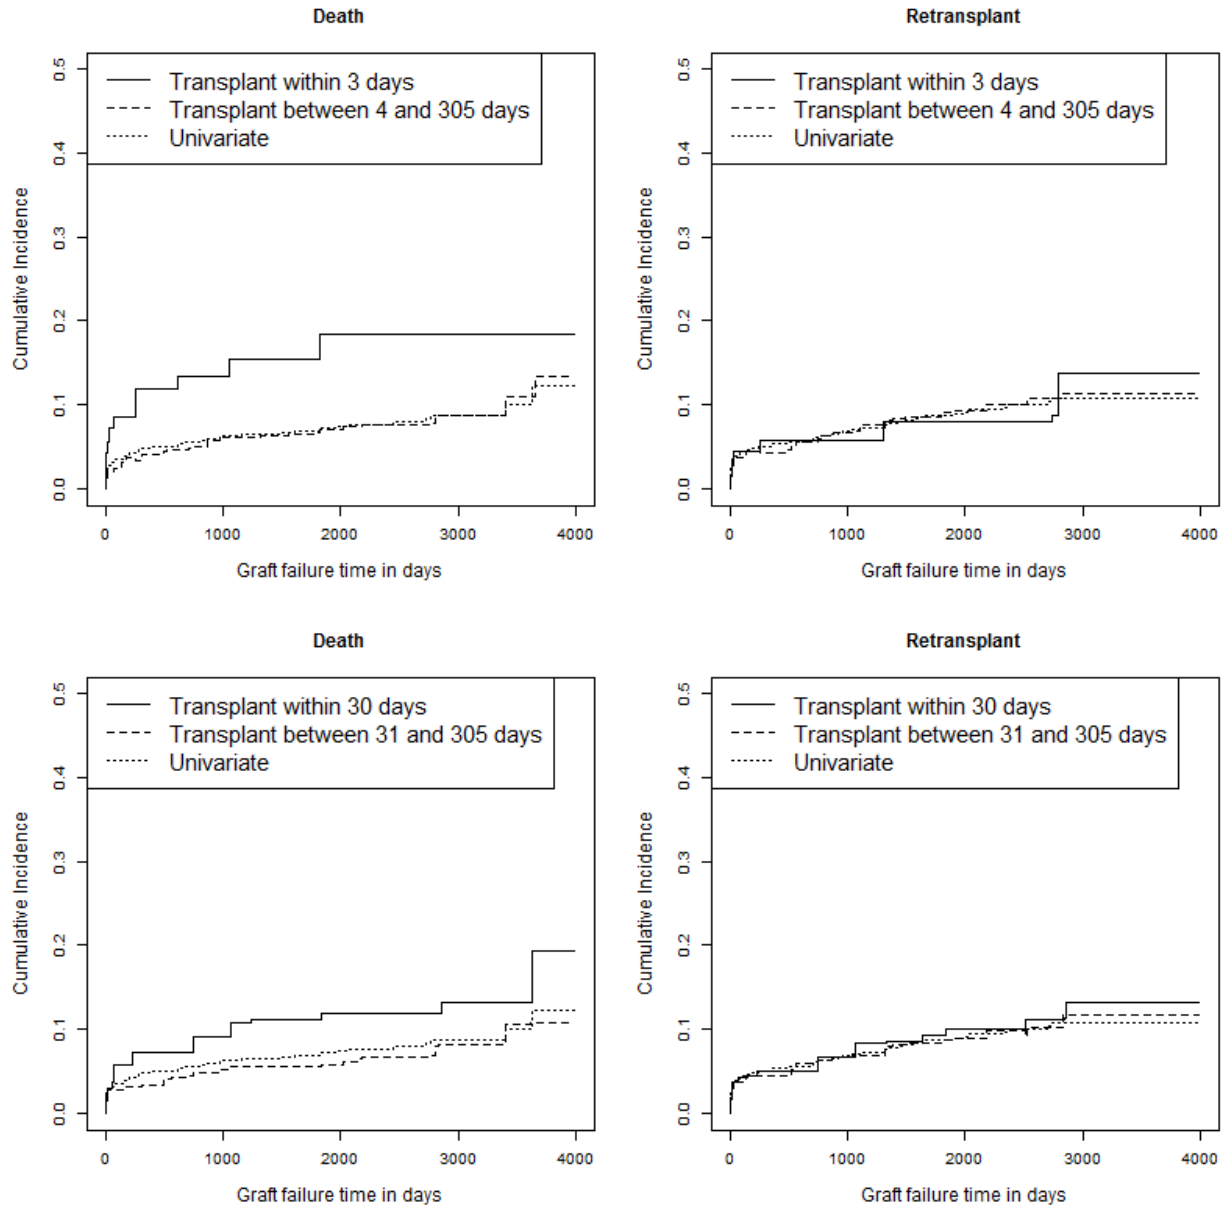 Death
Transplant within 3 days
Transplant between 4 and 305 days
Univariate
Cumulative Incidence
0.5
0.4
0.3
0.2
0.1
0.0
0 1000 2000 3000 4000
Graft failure time in days
Retransplant
Transplant within 3 days
Transplant between 4 and 305 days
Univariate
Cumulative Incidence
0.5
0.4
0.3
0.2
0.1
0.0
0 1000 2000 3000 4000
Graft failure time in days
Death
Transplant within 30 days
Transplant between 31 and 305 days
Univariate
Cumulative Incidence
0.5
0.4
0.3
0.2
0.1
0.0
0 1000 2000 3000 4000
Graft failure time in days
Retransplant
Transplant within 30 days
Transplant between 31 and 305 days
Univariate
Cumulative Incidence
0.5
0.4
0.3
0.2
0.1
0.0
0 1000 2000 3000 4000
Graft failure time in days